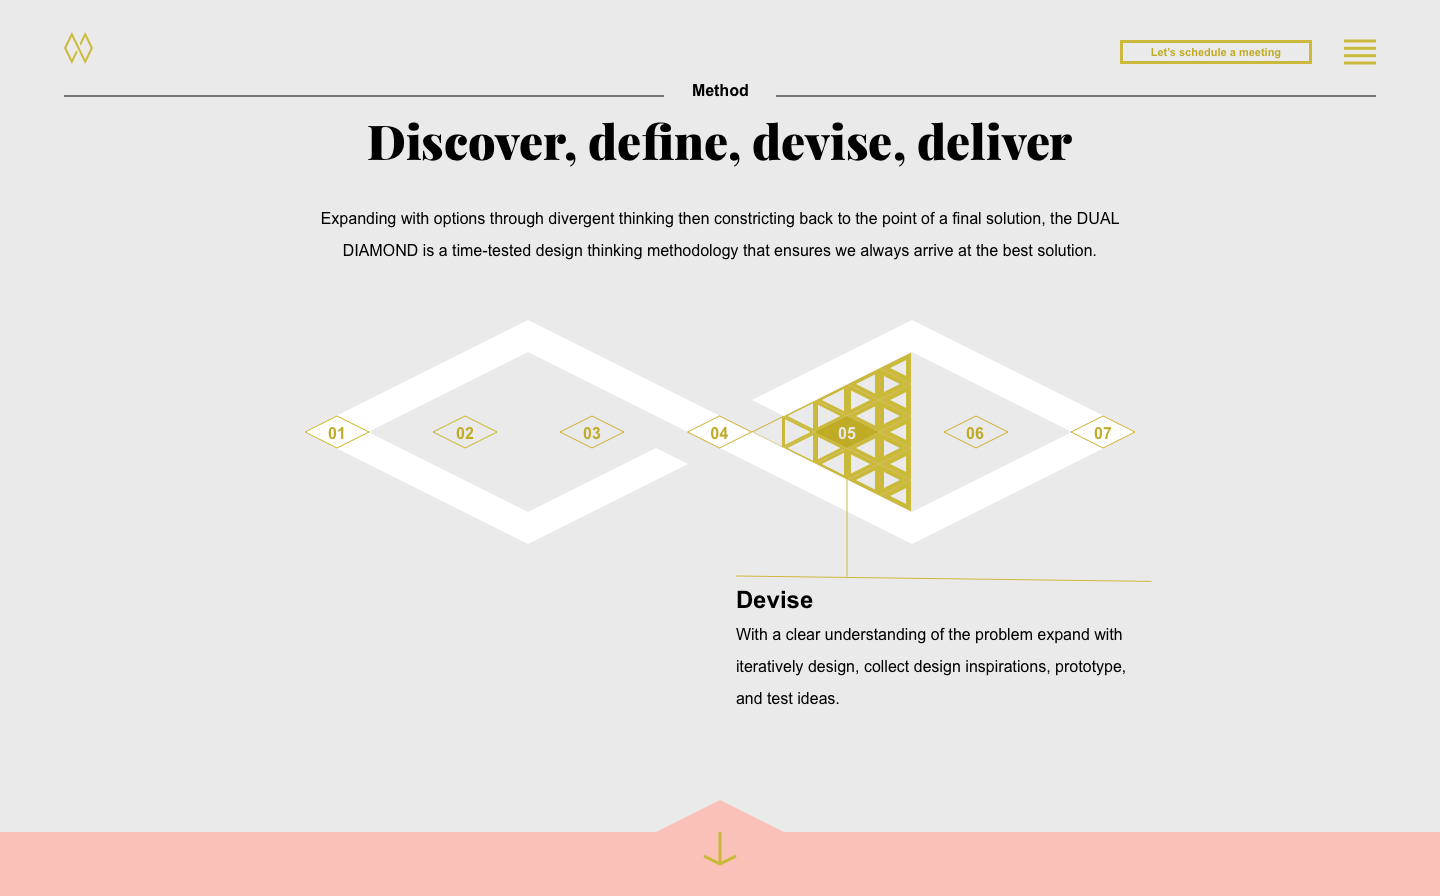 Let's schedule a meeting
Method
Discover, define, devise, deliver
Expanding with options through divergent thinking then constricting back to the point of a final solution, the DUAL
DIAMOND is a time-tested design thinking methodology that ensures we always arrive at the best solution.
01 02 03 04 05 06 07
Devise
With a clear understanding of the problem expand with
iteratively design, collect design inspirations, prototype,
and test ideas.